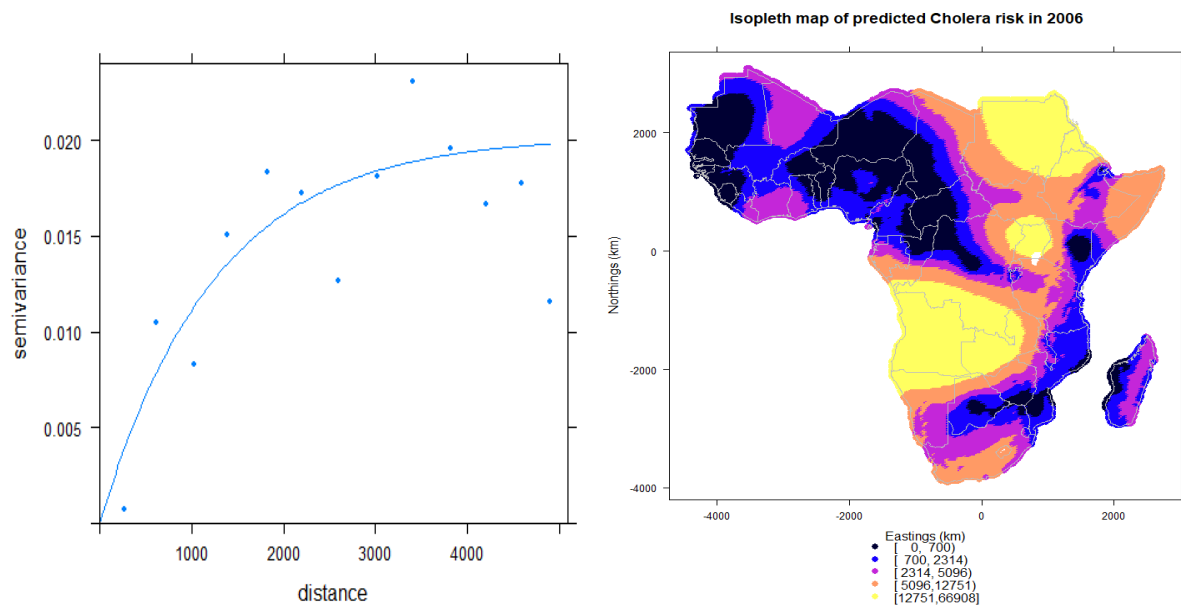 0.020
0.015
0.010
0.005
semivariance
1000 2000 3000 4000
distance
Isopleth map of predicted Cholera risk in 2006
2000
0
-2000
-4000
Northings (km)
-4000 -2000 0 2000
Eastings (km)
[ 0, 700)
[ 700, 2314)
[ 2314, 5096)
[ 5096,12751)
[12751,66908]